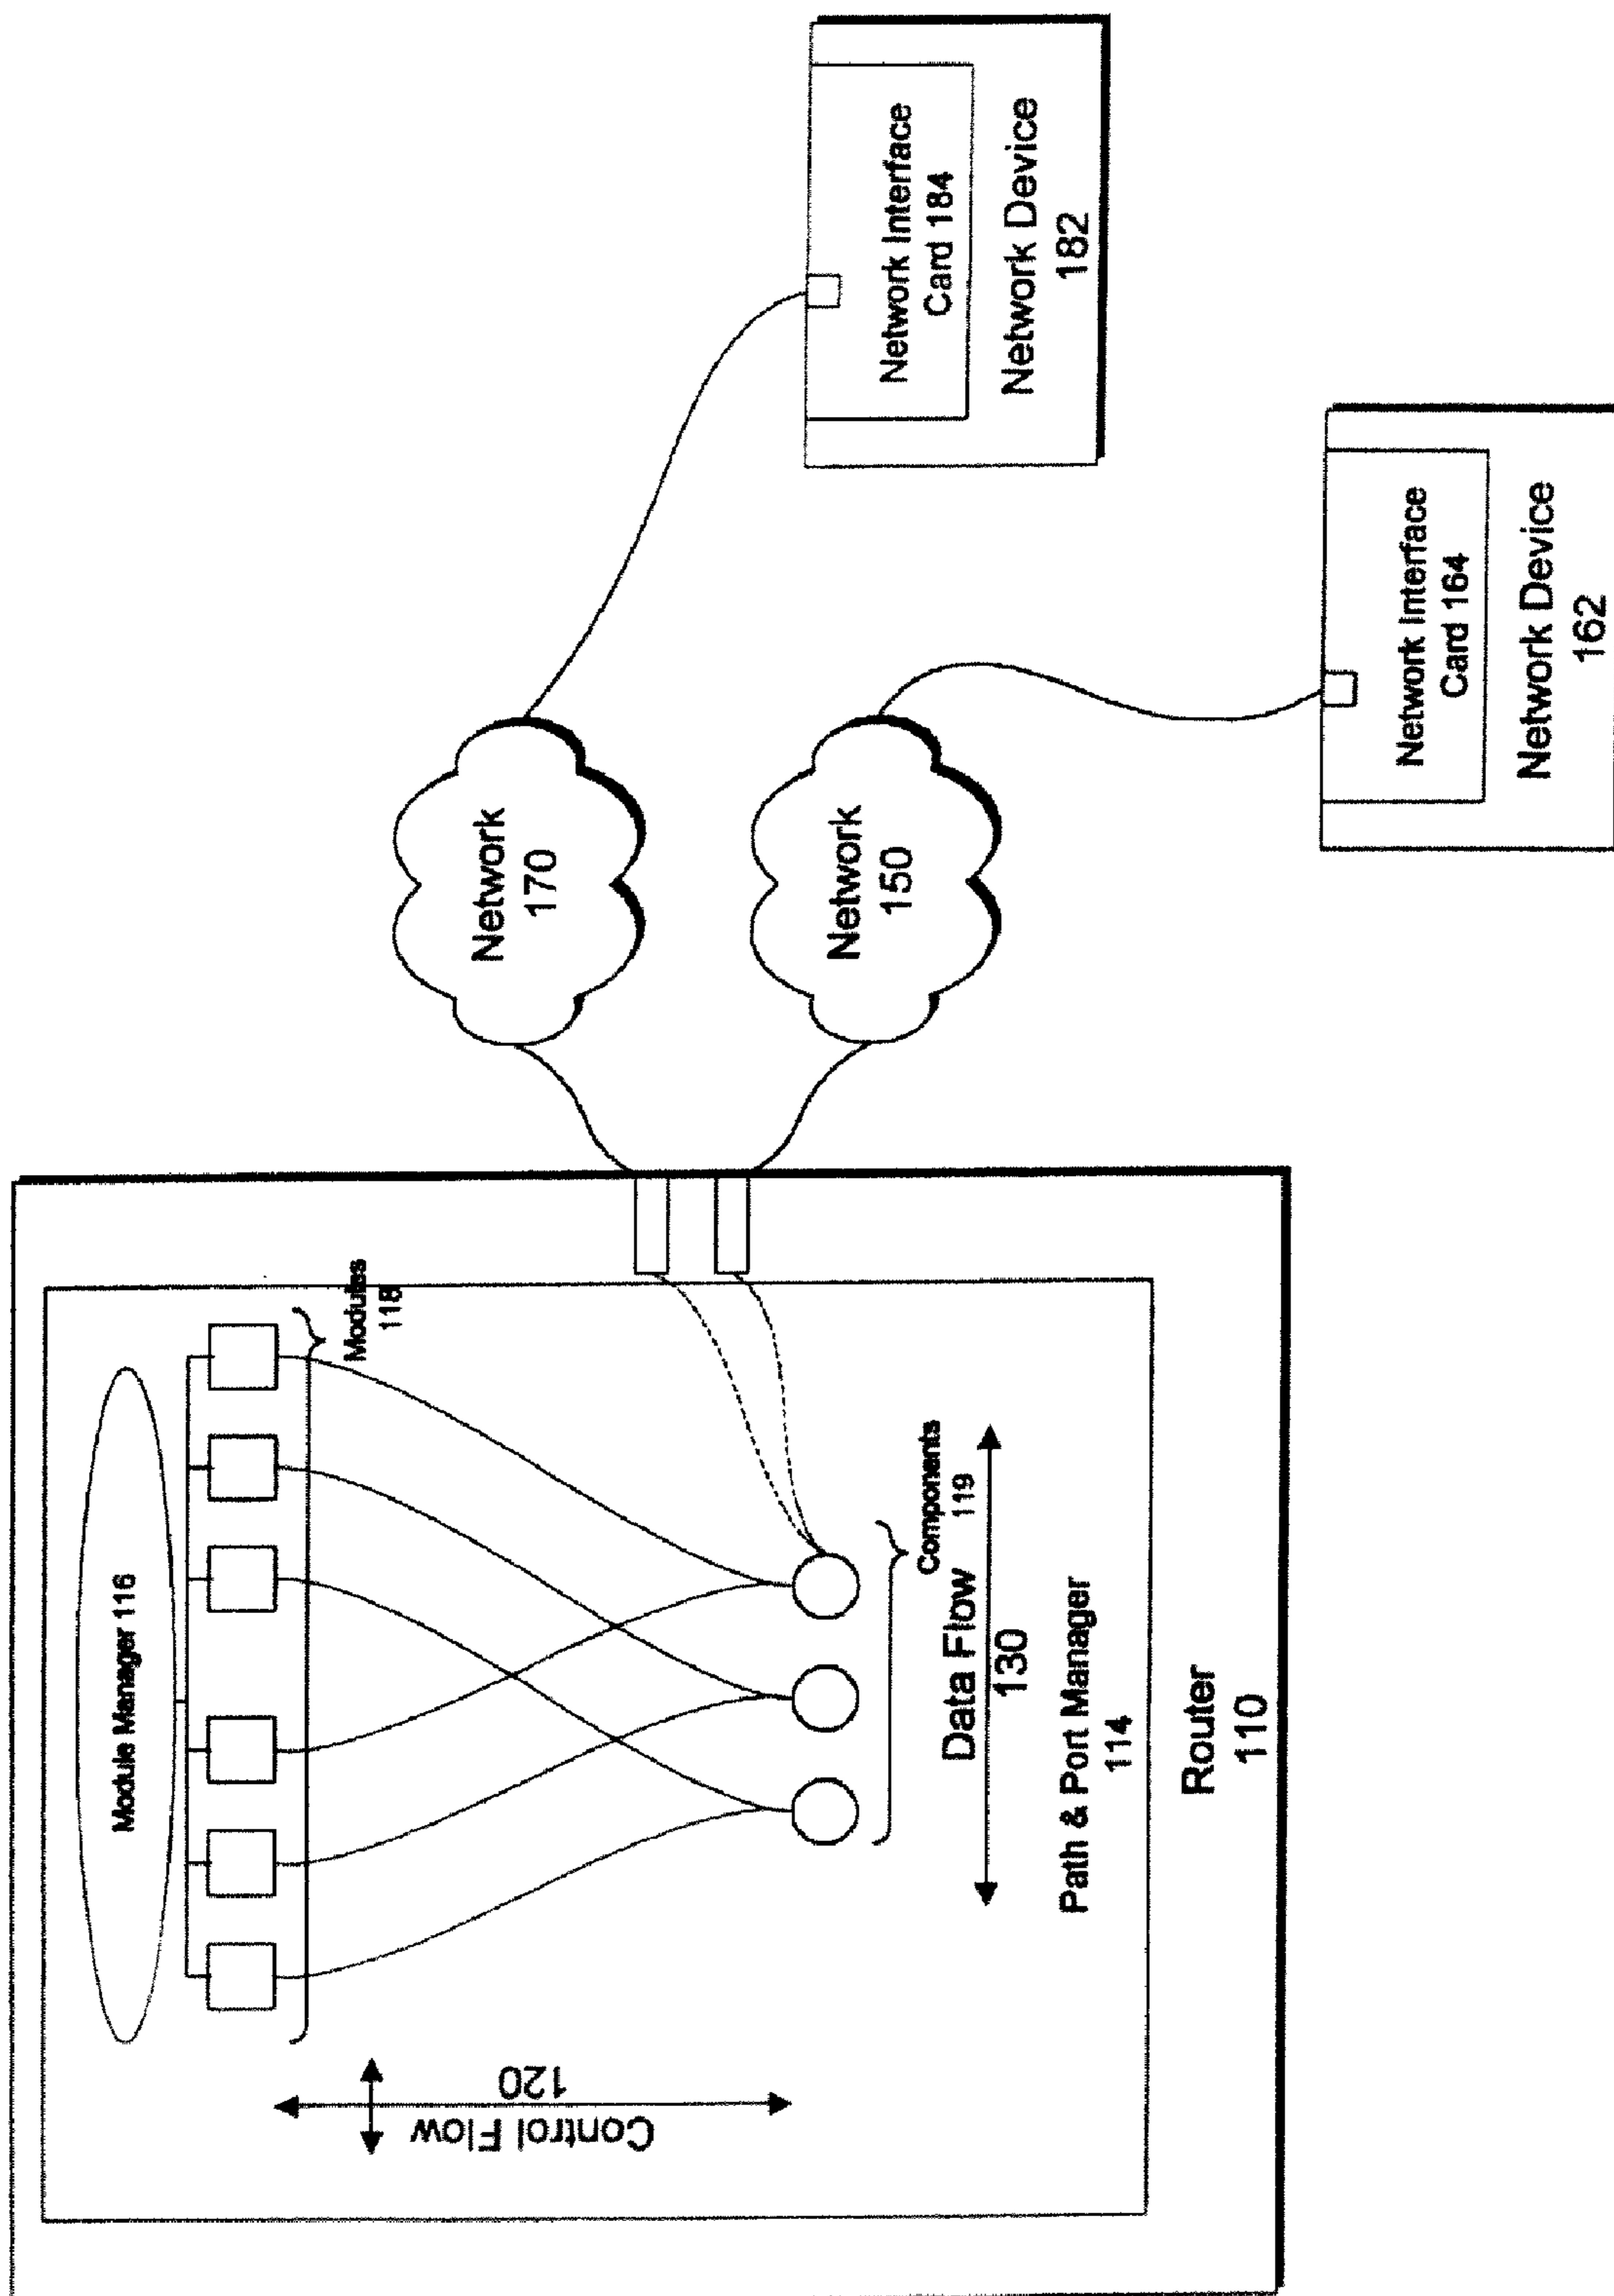 Module Manager 116
Modules
118
Control Flow
120
Components
119
Data Flow
130
Path & Port Manager
114
Router
110
Network
170
Network
150
Network Interface
Card 184
Network Device
182
Network Interface
Card 164
Network Device
162